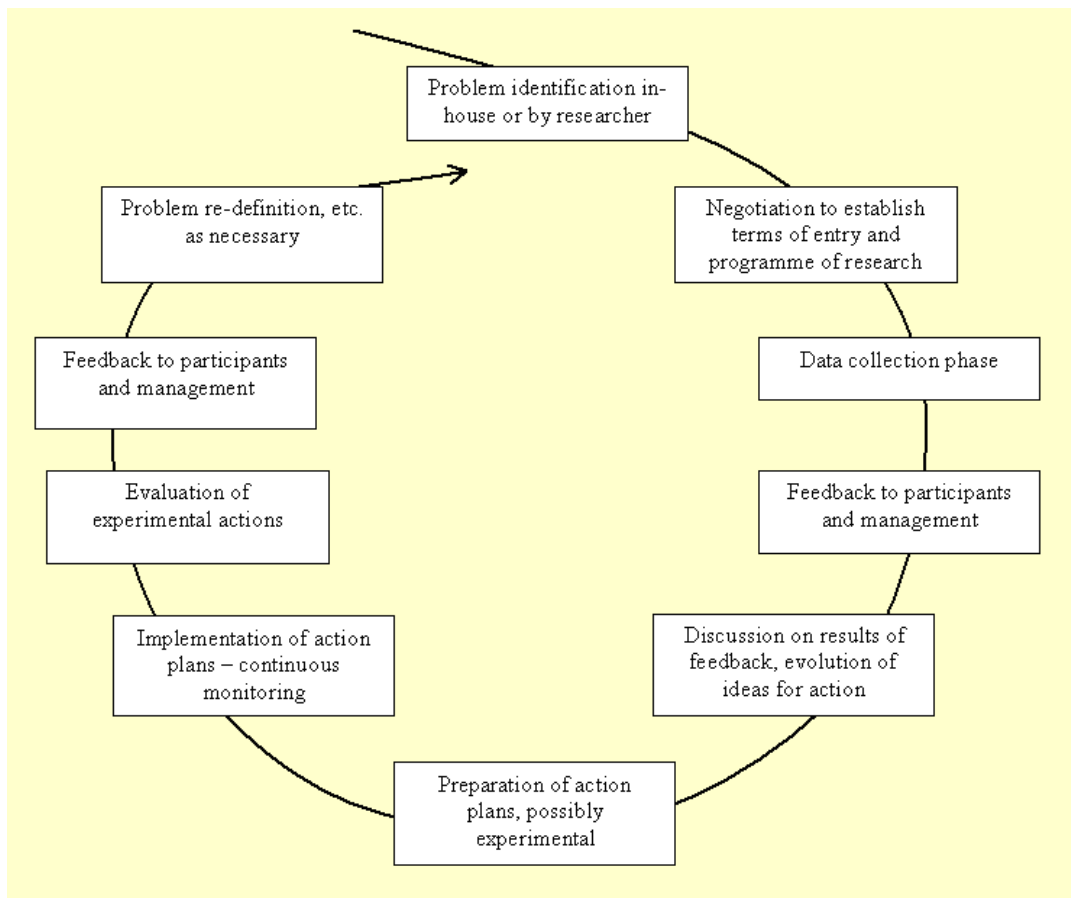 Problem identification in-
house or by researcher
Negotiation to establish
terms of entry and
programme of research
Data collection phase
Feedback to participants
and management
Discussion on results of
feedback, evolution of
ideas for action
Preparation of action
plans, possibly
experimental
Implementation of action
plans – continuous
monitoring
Evaluation of
experimental actions
Feedback to participants
and management
Problem re-definition, etc.
as necessary